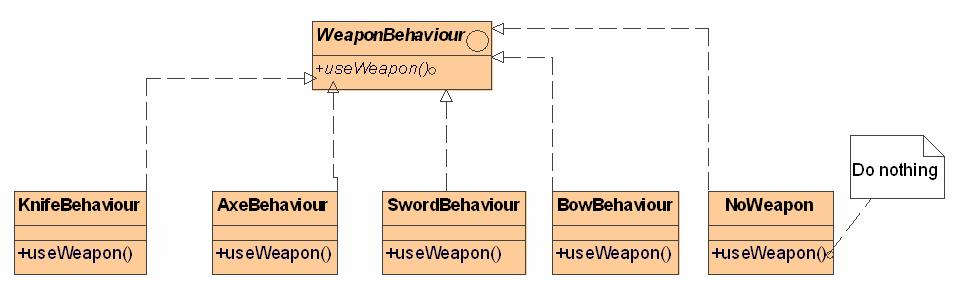 WeaponBehaviour
+useWeapon()
KnifeBehaviour
+useWeapon()
AxeBehaviour
+useWeapon()
SwordBehaviour
+useWeapon()
BowBehaviour
+useWeapon()
NoWeapon
+useWeapon()
Do nothing